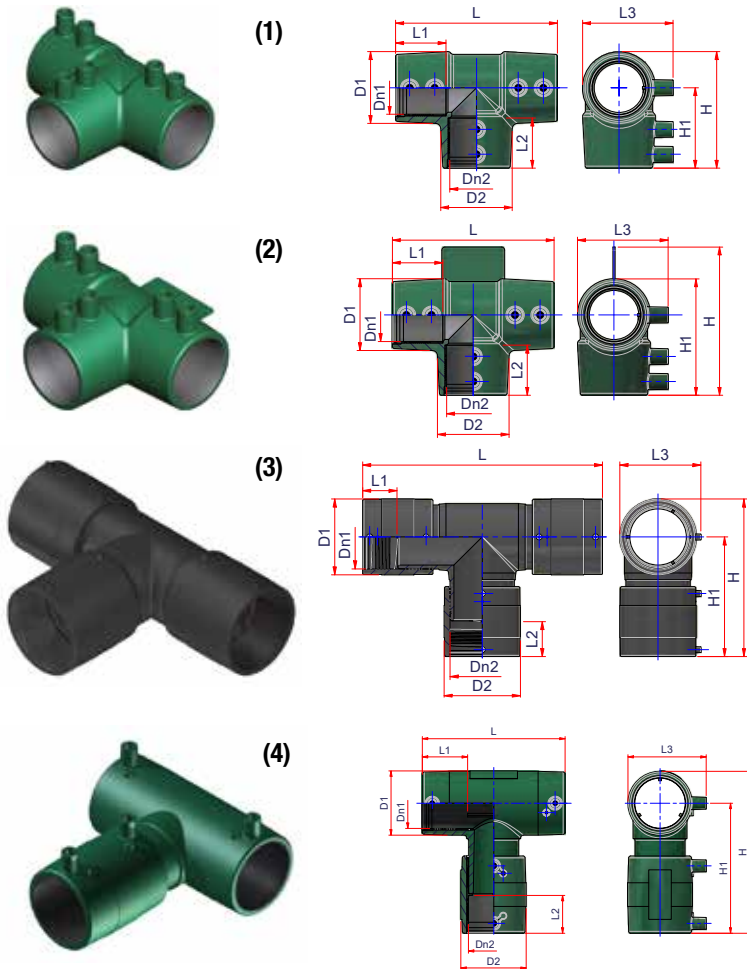 (1)
L
L1
D1
Dn1
L2
Dn2
D2
L3
H1
H
(2)
L
L1
D1
Dn1
L2
Dn2
D2
L3
H1
H
(3)
L
L1
D1
Dn1
L2
Dn2
D2
L3
H1
H
(4)
L
L1
D1
Dn1
L2
Dn2
D2
L3
H1
H